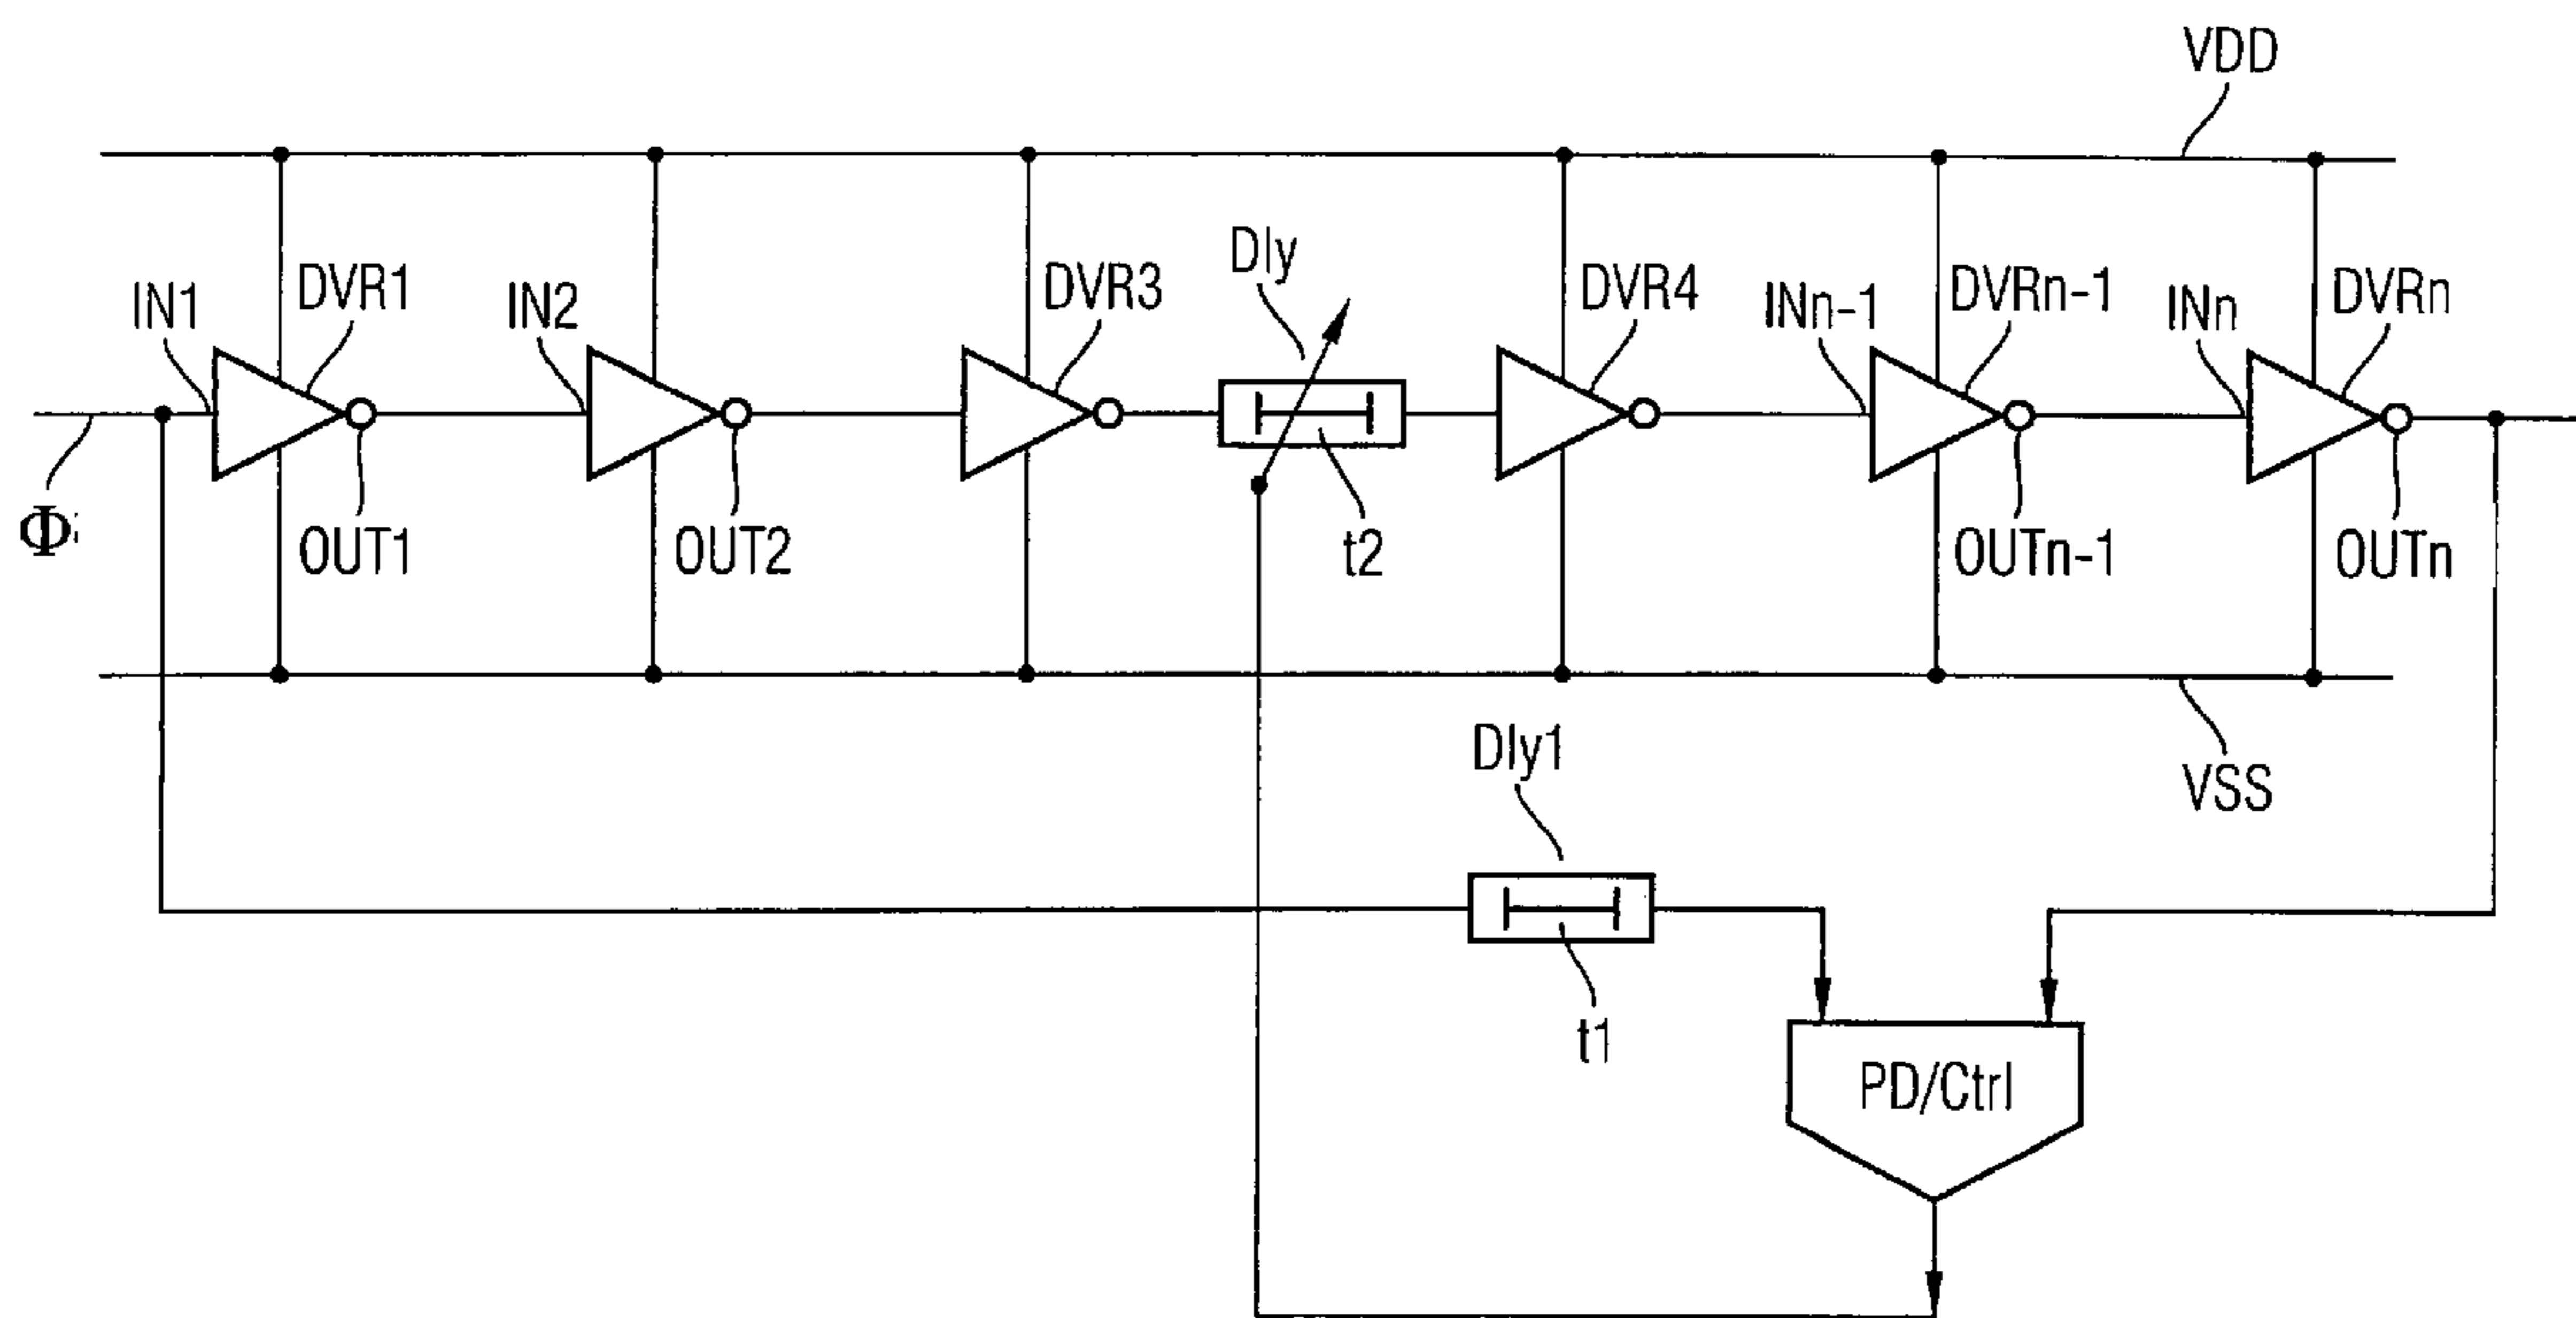 VDD
Dly
DVR1
DVR3
DVR4
DVRn-1
DVRn
IN1
IN2
INn-1
INn
Φ
OUT1
OUT2
t2
OUTn-1
OUTn
Dly1
VSS
t1
PD/Ctrl